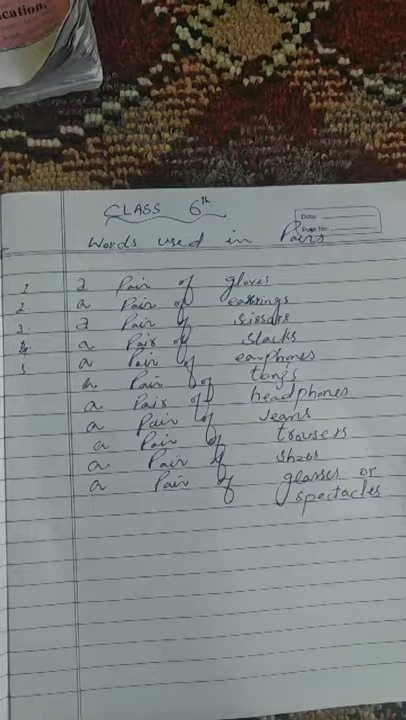 ication,
CLASS 6th
Date
Page No.
Words used in Pairs
1 a Pair of gloves
2. a Pair of earrings
3. a Pair of sissors
4. a Pair of slacks
5 a Pair of earphones
a Pair of tongs
a Pair of headphones
a Pair of jeans
a Pair of trousers
a Pair of shoes
a Pair of glasses or
spectacles